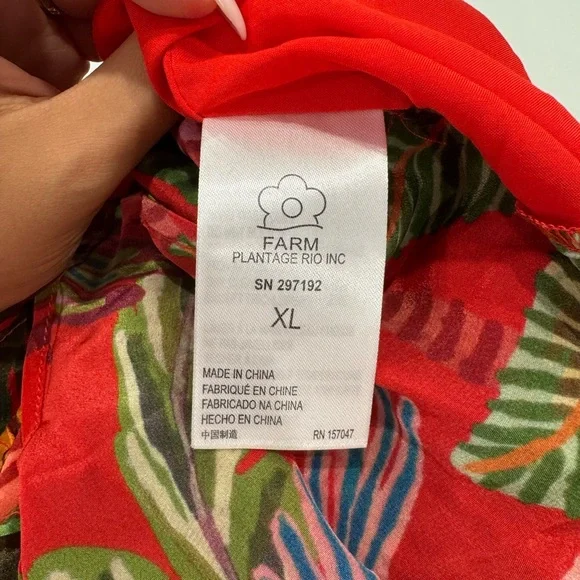 FARM
PLANTAGE RIO INC
SN 297192
XL
MADE IN CHINA
FABRIQUÉ EN CHINE
FABRICADO NA CHINA
HECHO EN CHINA
中国制造 RN 157047